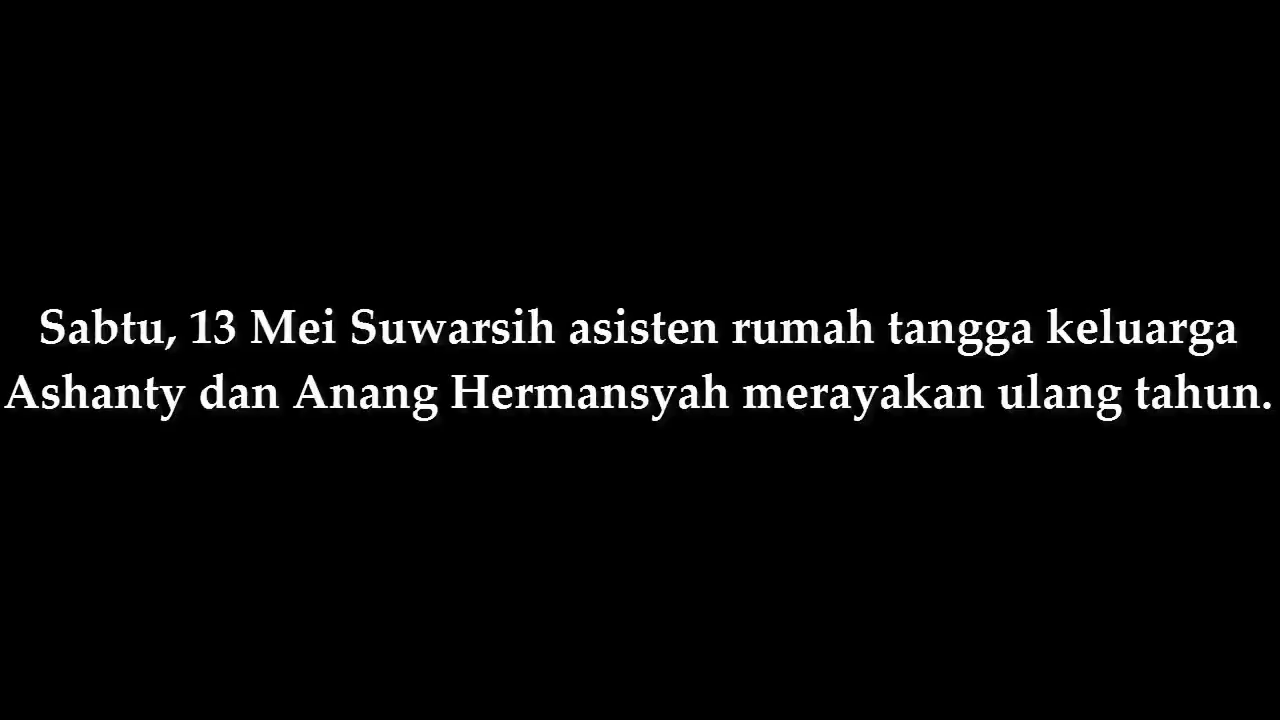 Sabtu, 13 Mei Suwarsih asisten rumah tangga keluarga
Ashanty dan Anang Hermansyah merayakan ulang tahun.